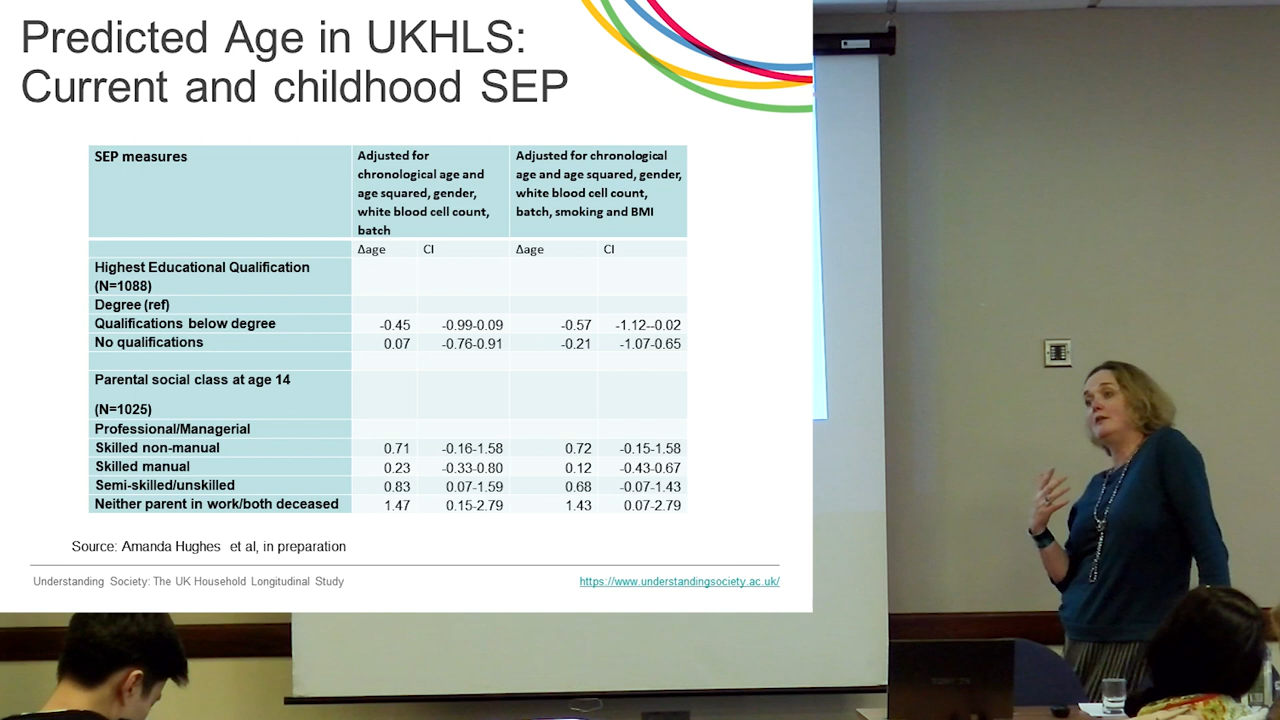 Predicted Age in UKHLS:
Current and childhood SEP
SEP measures
Adjusted for
chronological age and
age squared, gender,
white blood cell count,
batch
Adjusted for chronological
age and age squared, gender,
white blood cell count,
batch, smoking and BMI
Δage CI Δage CI
Highest Educational Qualification
(N=1088)
Degree (ref)
Qualifications below degree -0.45 -0.99-0.09 -0.57 -1.12--0.02
No qualifications 0.07 -0.76-0.91 -0.21 -1.07-0.65
Parental social class at age 14
(N=1025)
Professional/Managerial
Skilled non-manual 0.71 -0.16-1.58 0.72 -0.15-1.58
Skilled manual 0.23 -0.33-0.80 0.12 -0.43-0.67
Semi-skilled/unskilled 0.83 0.07-1.59 0.68 -0.07-1.43
Neither parent in work/both deceased 1.47 0.15-2.79 1.43 0.07-2.79
Source: Amanda Hughes et al, in preparation
Understanding Society: The UK Household Longitudinal Study
https://www.understandingsociety.ac.uk/